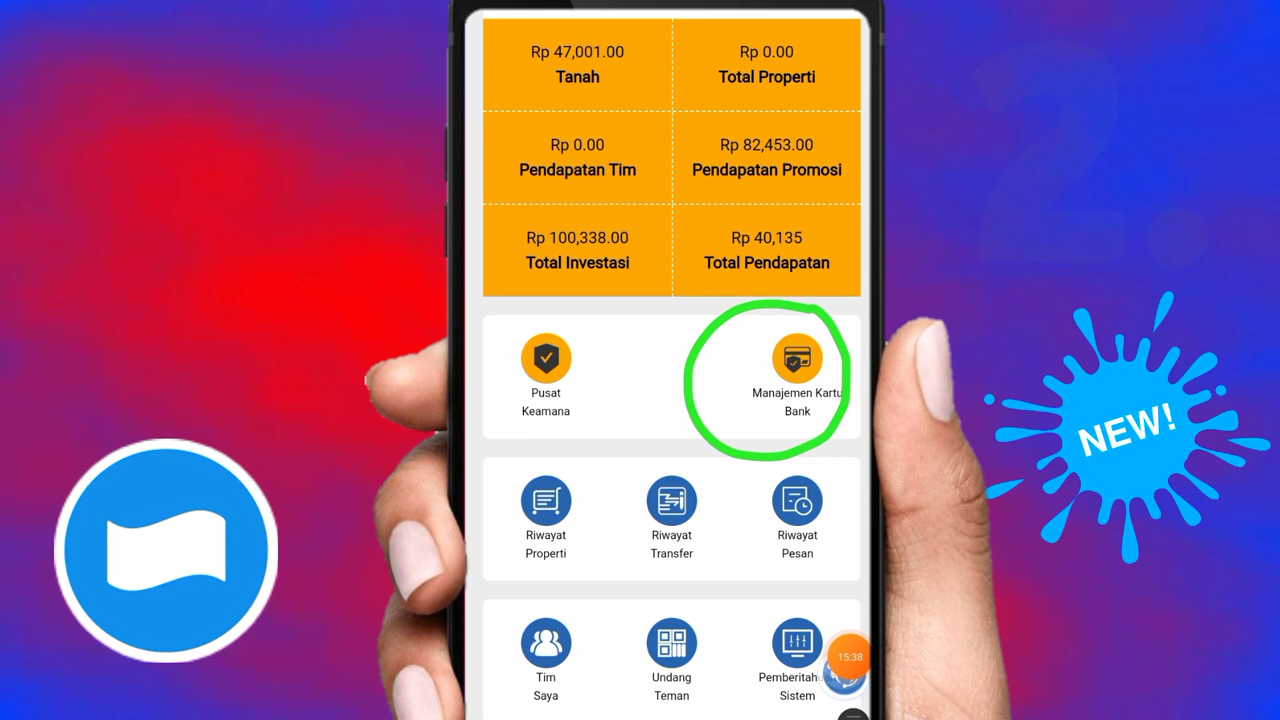 Rp 47,001.00
Tanah
Rp 0.00
Total Properti
Rp 0.00
Pendapatan Tim
Rp 82,453.00
Pendapatan Promosi
Rp 100,338.00
Total Investasi
Rp 40,135
Total Pendapatan
Pusat
Keamana
Manajemen Kartu
Bank
Riwayat
Properti
Riwayat
Transfer
Riwayat
Pesan
Tim
Saya
Undang
Teman
Sistem
15:38
NEW!
2.